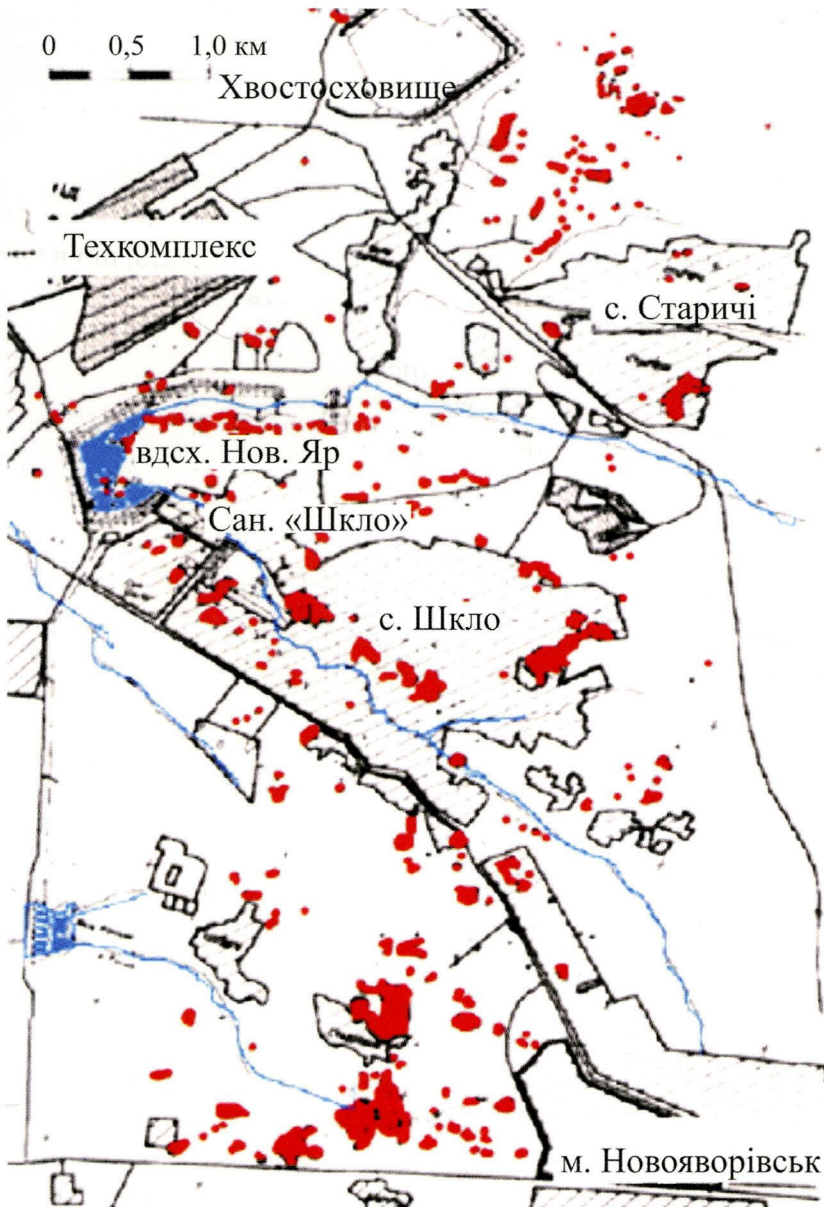 0 0,5 1,0 км
Хвостосховище
Техкомплекс
с. Старичі
вдсх. Нов. Яр
Сан. «Шкло»
с. Шкло
м. Новояворівськ